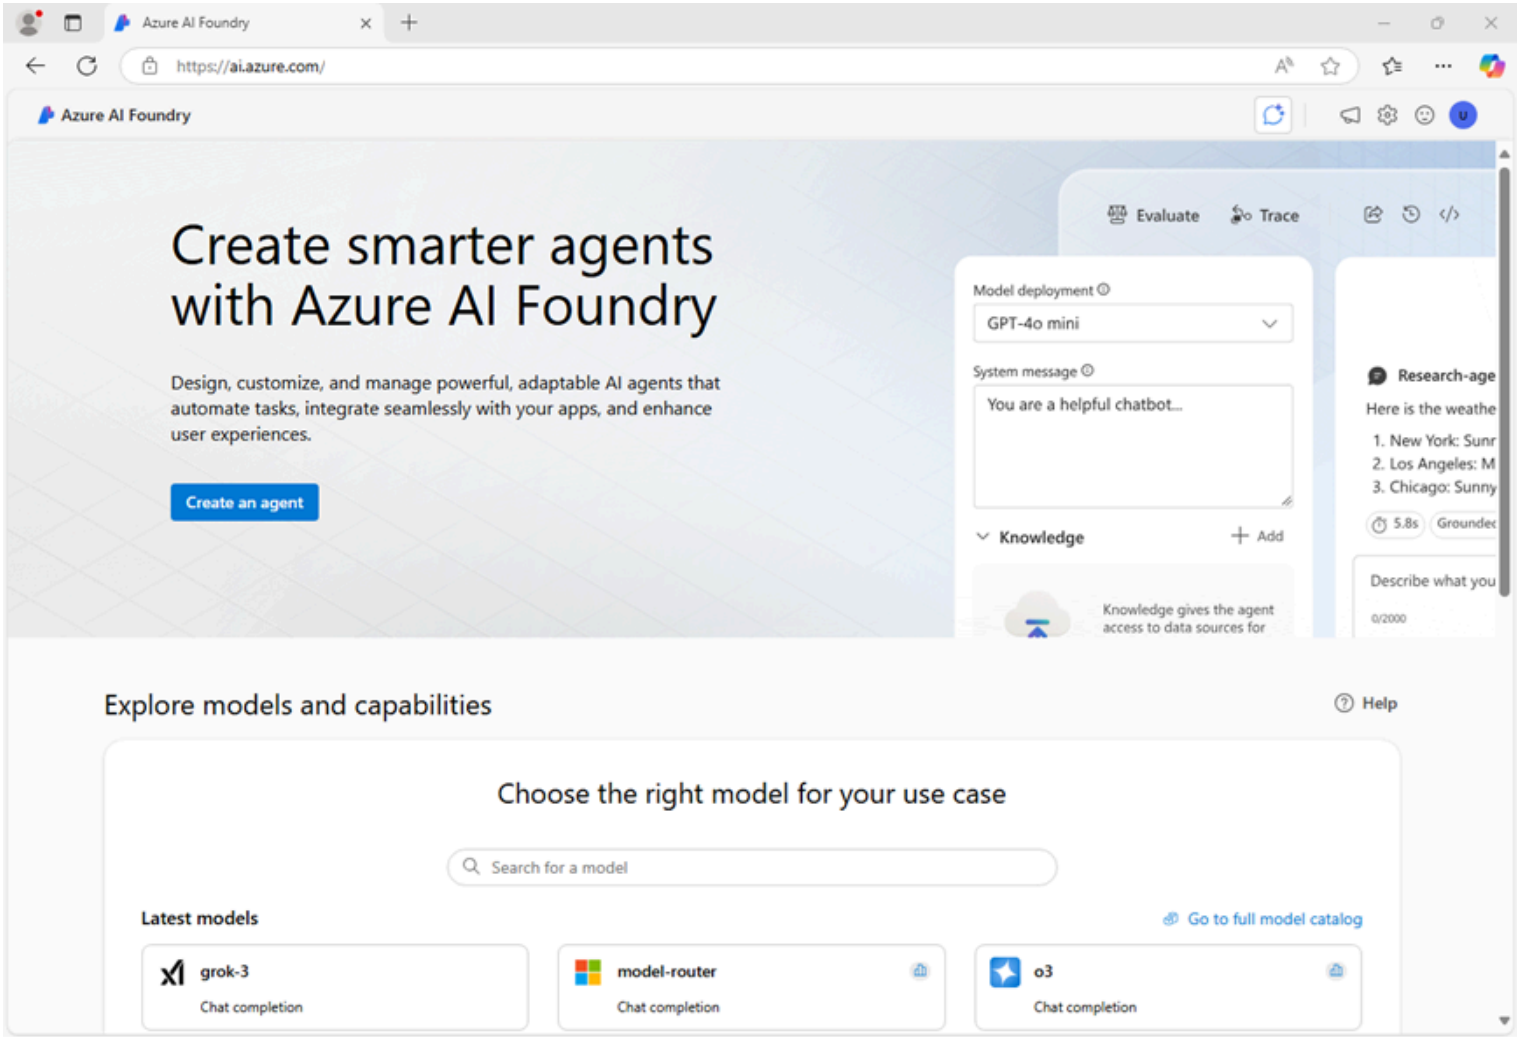 Azure AI Foundry
https://ai.azure.com/
Azure AI Foundry
U
Create smarter agents
with Azure AI Foundry
Design, customize, and manage powerful, adaptable AI agents that
automate tasks, integrate seamlessly with your apps, and enhance
user experiences.
Create an agent
Evaluate
Trace
Model deployment
GPT-4o mini
System message
You are a helpful chatbot...
Knowledge
Add
Knowledge gives the agent
access to data sources for
Research-age
Here is the weathe
1. New York: Sunr
2. Los Angeles: M
3. Chicago: Sunny
5.8s
Grounded
Describe what you
0/2000
Explore models and capabilities
Help
Choose the right model for your use case
Search for a model
Latest models
Go to full model catalog
grok-3
Chat completion
model-router
Chat completion
o3
Chat completion